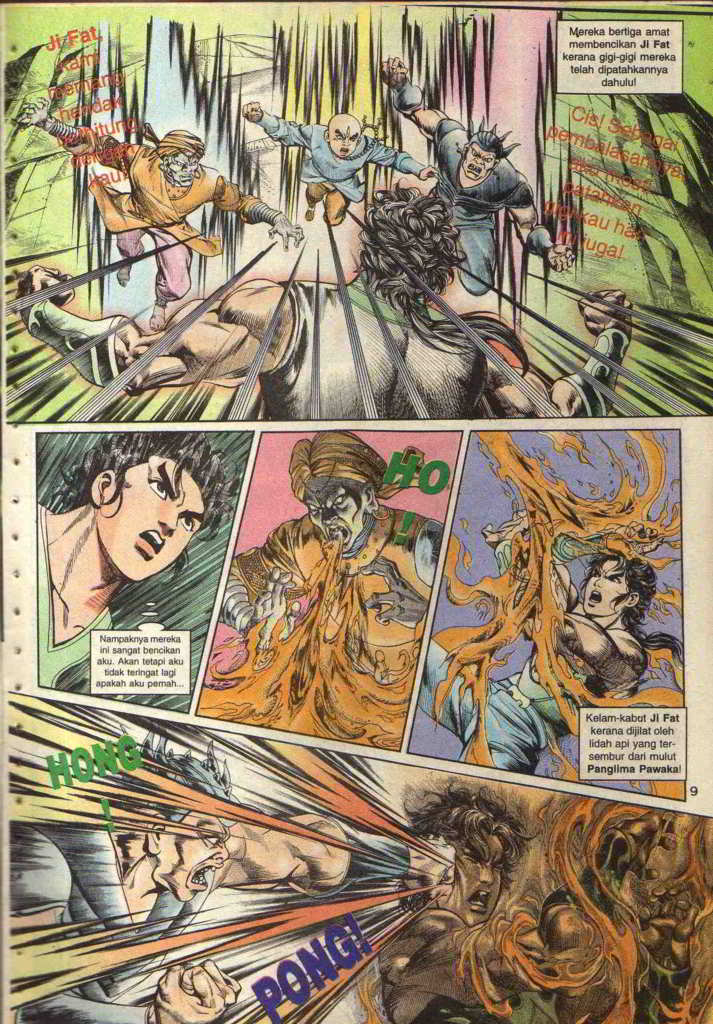 Mereka bertiga amat
membencikan Ji Fat
kerana gigi-gigi mereka
telah dipatahkannya
dahulu!
Ji Fat,
kami
memang
hendak
kau!
Cis! Sebagai
pembalasannya,
aku mesti
patahkan
gigi kau hari
ini juga!
Nampaknya mereka
ini sangat bencikan
aku. Akan tetapi aku
tidak teringat lagi
apakah aku pernah...
HO
!
Kelam-kabut Ji Fat
kerana dijilat oleh
lidah api yang ter-
sembur dari mulut
Panglima Pawaka!
9
HONG
!
PONG!